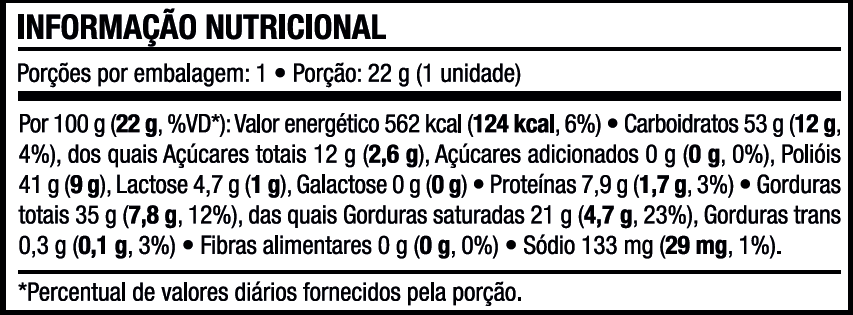 INFORMAÇÃO NUTRICIONAL
Porções por embalagem: 1 • Porção: 22 g (1 unidade)
Por 100 g (22 g, %VD*): Valor energético 562 kcal (124 kcal, 6%) • Carboidratos 53 g (12 g,
4%), dos quais Açúcares totais 12 g (2,6 g), Açúcares adicionados 0 g (0 g, 0%), Polióis
41 g (9 g), Lactose 4,7 g (1 g), Galactose 0 g (0 g) • Proteínas 7,9 g (1,7 g, 3%) • Gorduras
totais 35 g (7,8 g, 12%), das quais Gorduras saturadas 21 g (4,7 g, 23%), Gorduras trans
0,3 g (0,1 g, 3%) • Fibras alimentares 0 g (0 g, 0%) • Sódio 133 mg (29 mg, 1%).
*Percentual de valores diários fornecidos pela porção.